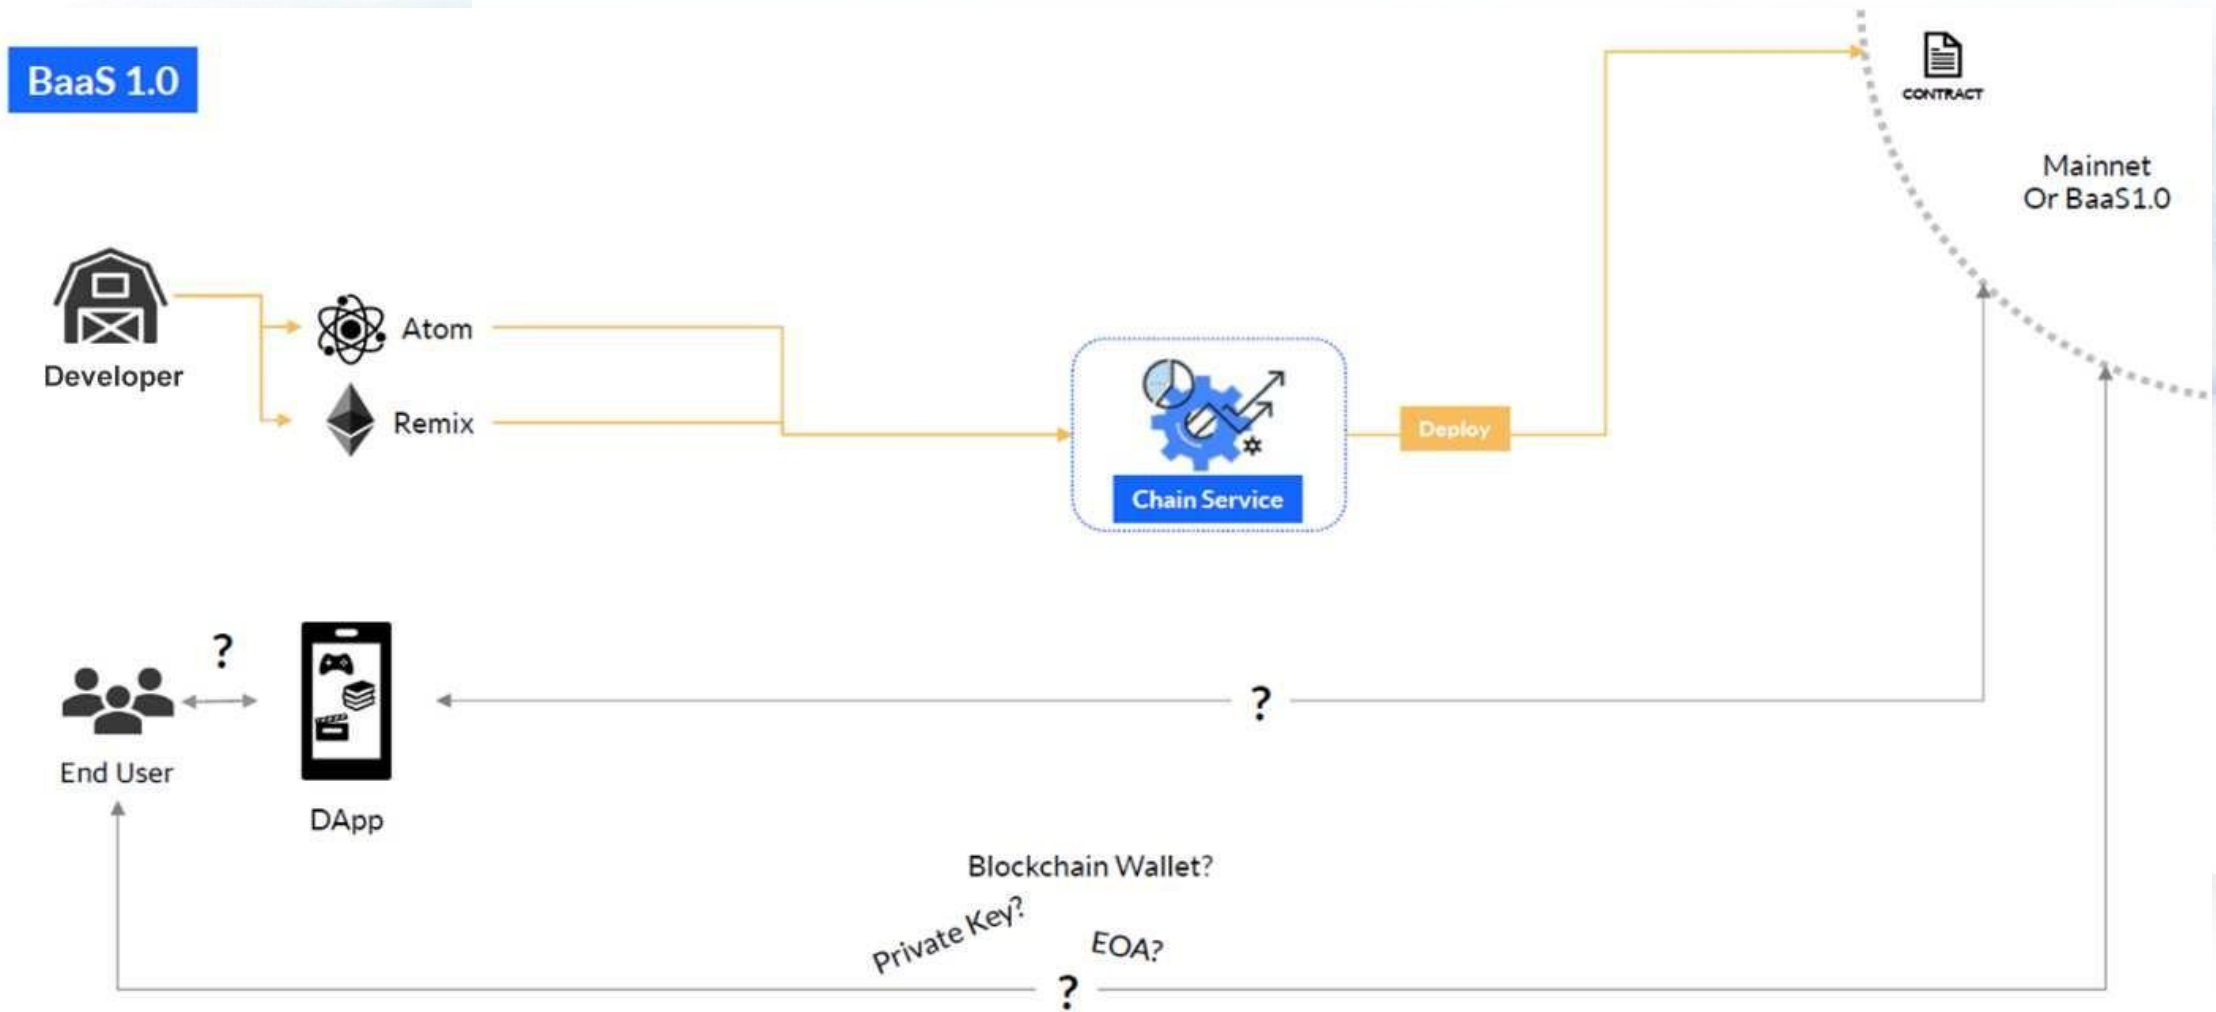 BaaS 1.0
CONTRACT
Mainnet
Or BaaS1.0
Developer
Atom
Remix
Chain Service
Deploy
?
?
End User
DApp
Blockchain Wallet?
Private Key?
EOA?
?